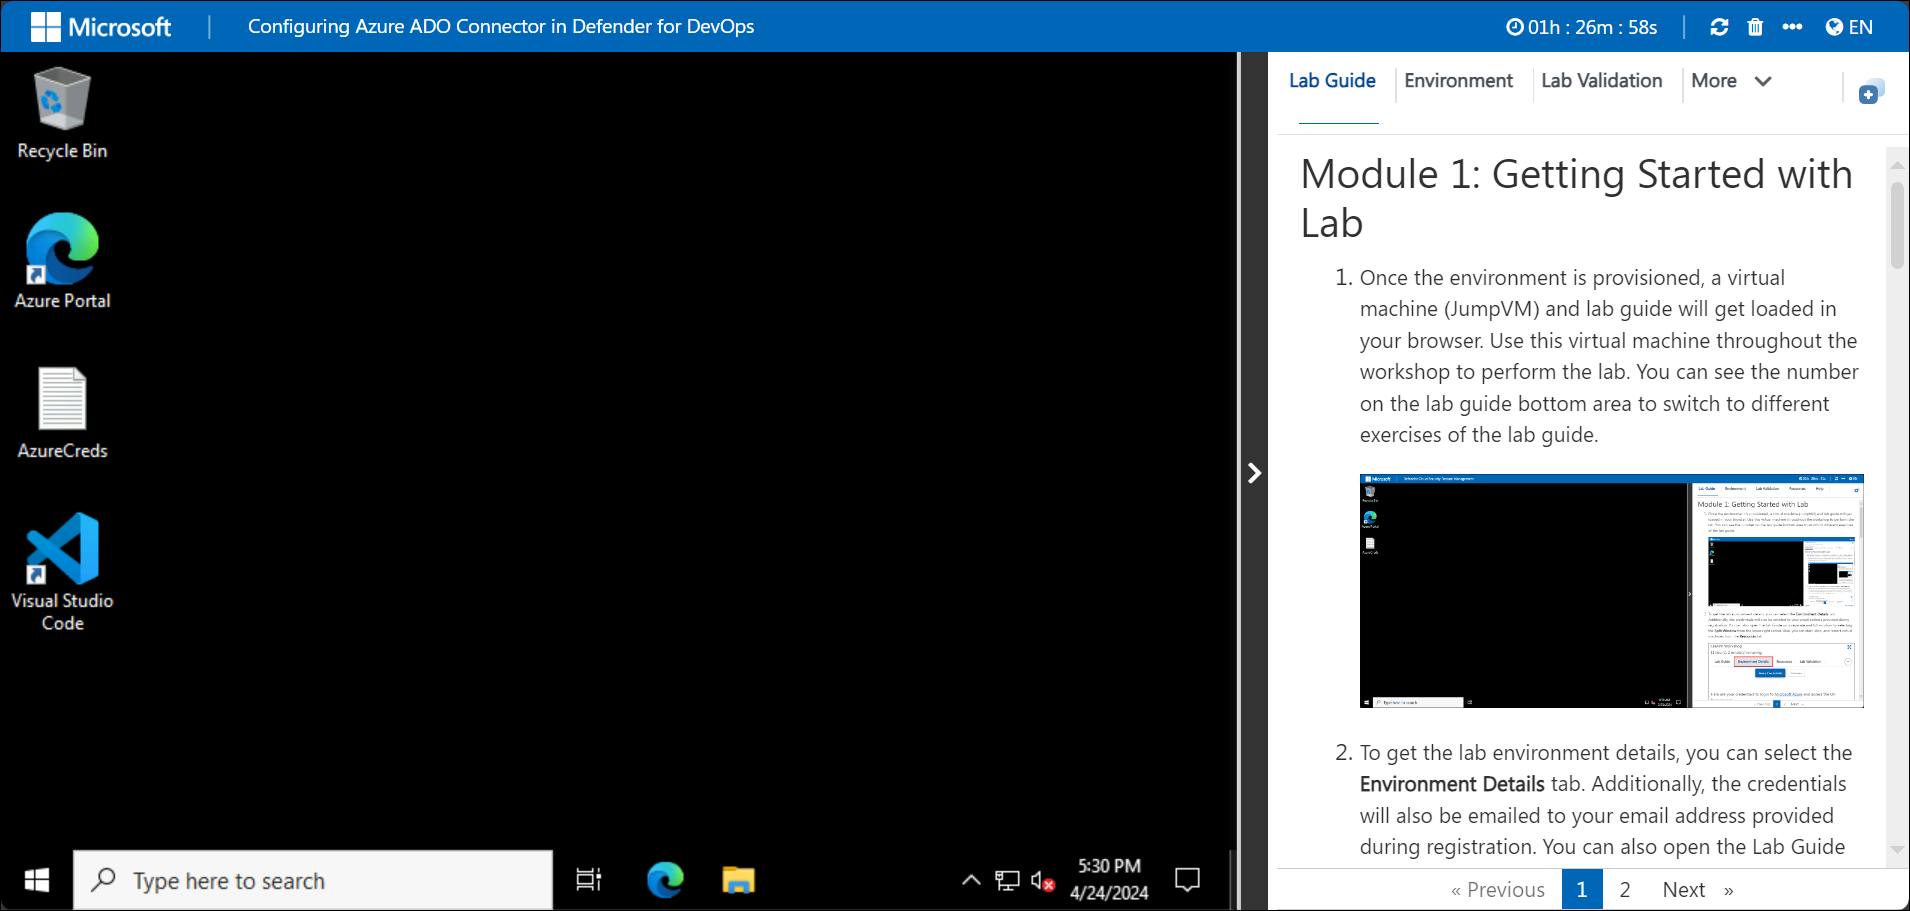 Microsoft
Configuring Azure ADO Connector in Defender for DevOps
01h : 26m : 58s
EN
Recycle Bin
Azure Portal
AzureCreds
Visual Studio
Code
Type here to search
5:30 PM
4/24/2024
Lab Guide
Environment
Lab Validation
More
Module 1: Getting Started with
Lab
1. Once the environment is provisioned, a virtual
machine (JumpVM) and lab guide will get loaded in
your browser. Use this virtual machine throughout the
workshop to perform the lab. You can see the number
on the lab guide bottom area to switch to different
exercises of the lab guide.
Module 1: Getting Started with Lab
2. To get the lab environment details, you can select the
Environment Details tab. Additionally, the credentials
will also be emailed to your email address provided
during registration. You can also open the Lab Guide
« Previous
1
2
Next »